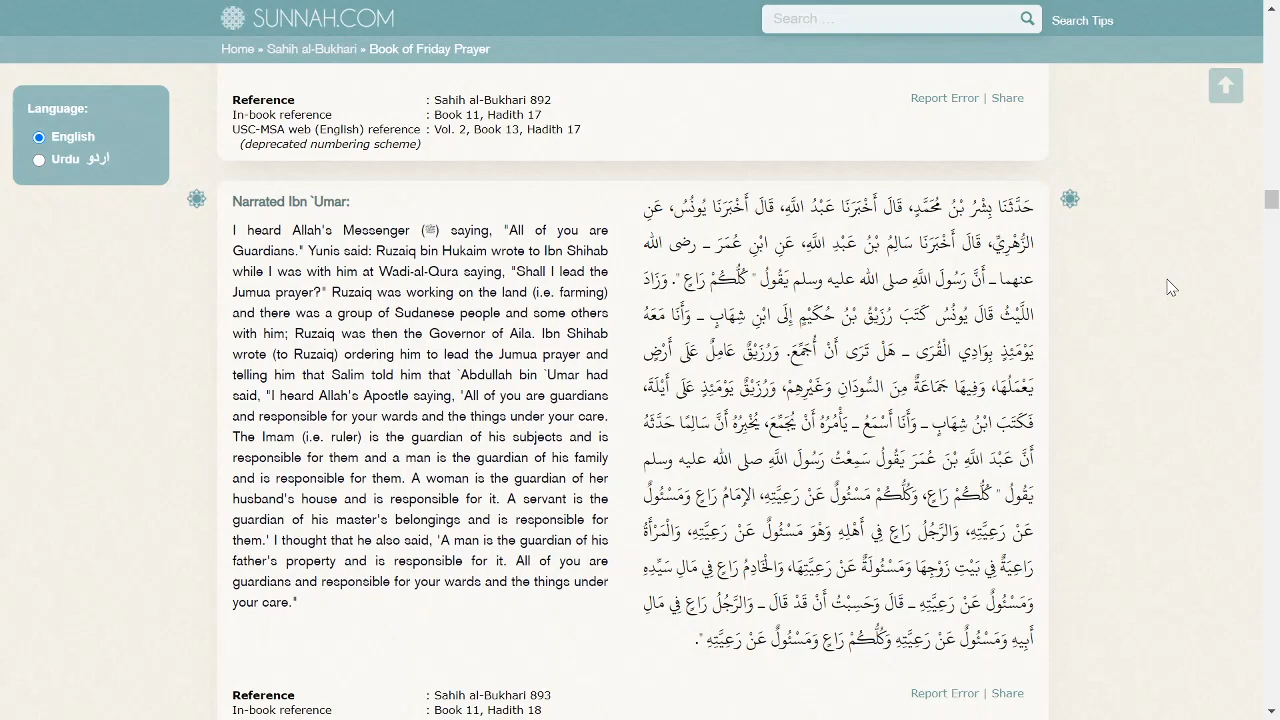 SUNNAH.COM
Search ...
Search Tips
Home » Sahih al-Bukhari » Book of Friday Prayer
Language:
English
Urdu اردو
Reference : Sahih al-Bukhari 892
In-book reference : Book 11, Hadith 17
USC-MSA web (English) reference : Vol. 2, Book 13, Hadith 17
(deprecated numbering scheme)
Report Error | Share
Narrated Ibn `Umar:
I heard Allah's Messenger (ﷺ) saying, "All of you are
Guardians." Yunis said: Ruzaiq bin Hukaim wrote to Ibn Shihab
while I was with him at Wadi-al-Qura saying, "Shall I lead the
Jumua prayer?" Ruzaiq was working on the land (i.e. farming)
and there was a group of Sudanese people and some others
with him; Ruzaiq was then the Governor of Aila. Ibn Shihab
wrote (to Ruzaiq) ordering him to lead the Jumua prayer and
telling him that Salim told him that `Abdullah bin `Umar had
said, "I heard Allah's Apostle saying, 'All of you are guardians
and responsible for your wards and the things under your care.
The Imam (i.e. ruler) is the guardian of his subjects and is
responsible for them and a man is the guardian of his family
and is responsible for them. A woman is the guardian of her
husband's house and is responsible for it. A servant is the
guardian of his master's belongings and is responsible for
them.' I thought that he also said, 'A man is the guardian of his
father's property and is responsible for it. All of you are
guardians and responsible for your wards and the things under
your care."
حَدَّثَنَا بِشْرُ بْنُ مُحَمَّدٍ، قَالَ أَخْبَرَنَا عَبْدُ اللَّهِ، قَالَ أَخْبَرَنَا يُونُسُ، عَنِ
الزُّهْرِيِّ، قَالَ أَخْبَرَنَا سَالِمُ بْنُ عَبْدِ اللَّهِ، عَنِ ابْنِ عُمَرَ ـ رضى الله
عنهما ـ أَنَّ رَسُولَ اللَّهِ صلى الله عليه وسلم يَقُولُ " كُلُّكُمْ رَاعٍ ". وَزَادَ
اللَّيْثُ قَالَ يُونُسُ كَتَبَ رُزَيْقُ بْنُ حُكَيْمٍ إِلَى ابْنِ شِهَابٍ ـ وَأَنَا مَعَهُ
يَوْمَئِذٍ بِوَادِي الْقُرَى ـ هَلْ تَرَى أَنْ أُجَمِّعَ. وَرُزَيْقٌ عَامِلٌ عَلَى أَرْضٍ
يَعْمَلُهَا، وَفِيهَا جَمَاعَةٌ مِنَ السُّودَانِ وَغَيْرِهِمْ، وَرُزَيْقٌ يَوْمَئِذٍ عَلَى أَيْلَةَ،
فَكَتَبَ ابْنُ شِهَابٍ ـ وَأَنَا أَسْمَعُ ـ يَأْمُرُهُ أَنْ يُجَمِّعَ، يُخْبِرُهُ أَنَّ سَالِمًا حَدَّثَهُ
أَنَّ عَبْدَ اللَّهِ بْنَ عُمَرَ يَقُولُ سَمِعْتُ رَسُولَ اللَّهِ صلى الله عليه وسلم
يَقُولُ " كُلُّكُمْ رَاعٍ، وَكُلُّكُمْ مَسْئُولٌ عَنْ رَعِيَّتِهِ، الإِمَامُ رَاعٍ وَمَسْئُولٌ
عَنْ رَعِيَّتِهِ، وَالرَّجُلُ رَاعٍ فِي أَهْلِهِ وَهْوَ مَسْئُولٌ عَنْ رَعِيَّتِهِ، وَالْمَرْأَةُ
رَاعِيَةٌ فِي بَيْتِ زَوْجِهَا وَمَسْئُولَةٌ عَنْ رَعِيَّتِهَا، وَالْخَادِمُ رَاعٍ فِي مَالِ سَيِّدِهِ
وَمَسْئُولٌ عَنْ رَعِيَّتِهِ ـ قَالَ وَحَسِبْتُ أَنْ قَدْ قَالَ ـ وَالرَّجُلُ رَاعٍ فِي مَالِ
أَبِيهِ وَمَسْئُولٌ عَنْ رَعِيَّتِهِ وَكُلُّكُمْ رَاعٍ وَمَسْئُولٌ عَنْ رَعِيَّتِهِ ".
Reference : Sahih al-Bukhari 893
In-book reference : Book 11, Hadith 18
Report Error | Share